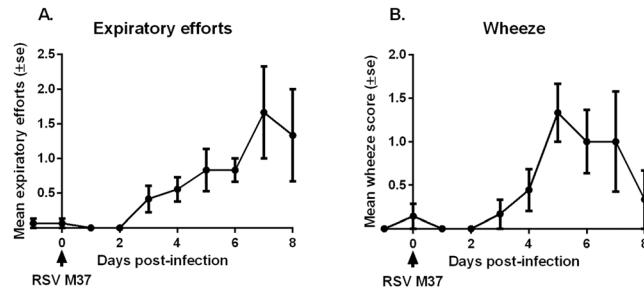 A.
Expiratory efforts
Mean expiratory efforts (±se)
2.5
2.0
1.5
1.0
0.5
0
2
4
6
8
Days post-infection
RSV M37
B.
Wheeze
Mean wheeze score (±se)
2.0
1.5
1.0
0.5
0
2
4
6
8
Days post-infection
RSV M37